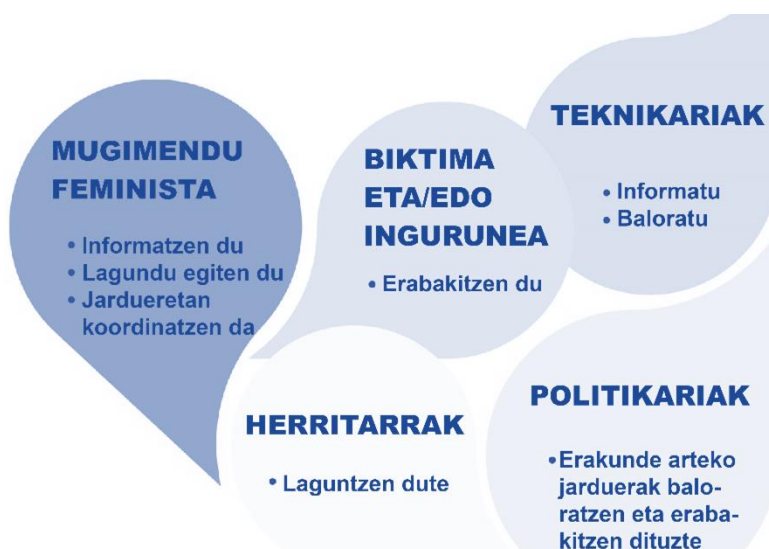 MUGIMENDU
FEMINISTA
• Informatzen du
• Lagundu egiten du
• Jardueretan
koordinatzen da
BIKTIMA
ETA/EDO
INGURUNEA
• Erabakitzen du
TEKNIKARIAK
• Informatu
• Baloratu
HERRITARRAK
• Laguntzen dute
POLITIKARIAK
• Erakunde arteko
jarduerak balo-
ratzen eta eraba-
kitzen dituzte